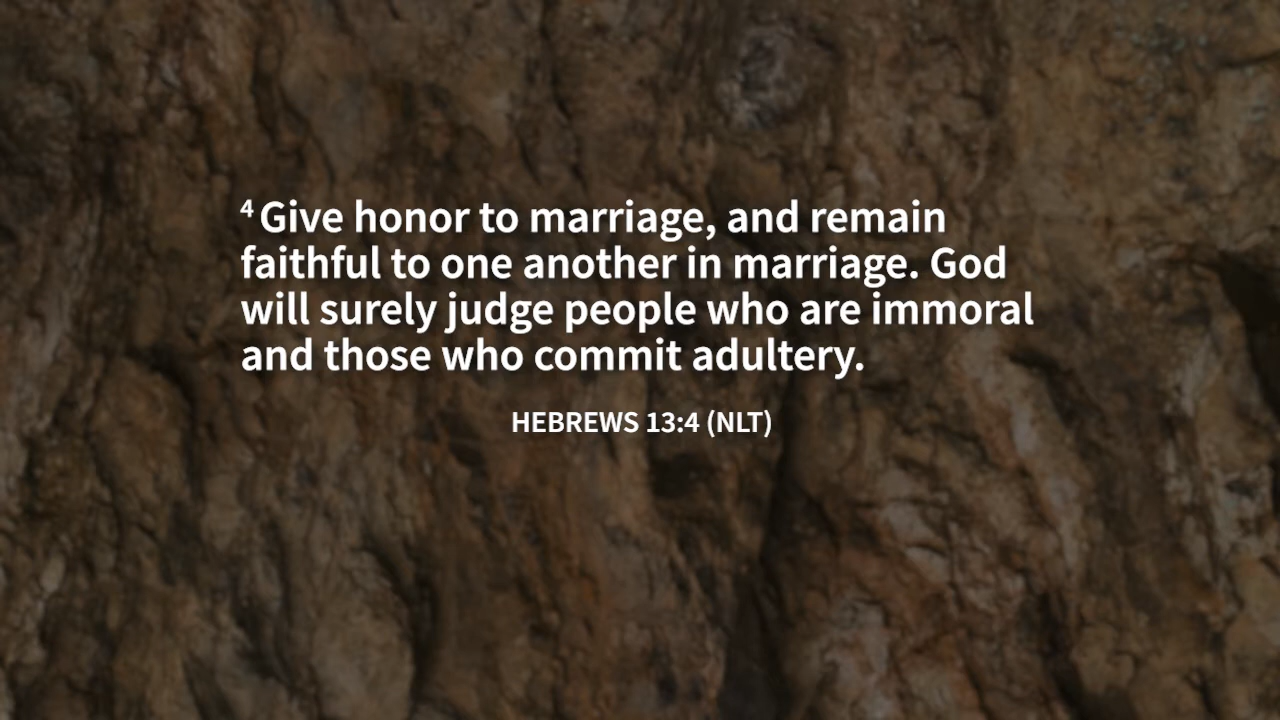 ⁴ Give honor to marriage, and remain
faithful to one another in marriage. God
will surely judge people who are immoral
and those who commit adultery.
HEBREWS 13:4 (NLT)